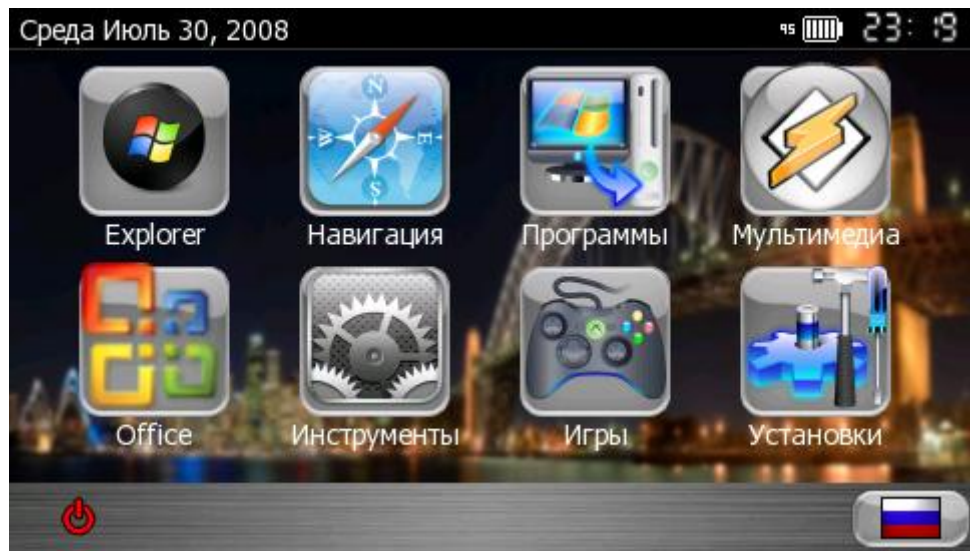 Среда Июль 30, 2008 95 23:19
Explorer Навигация Программы Мультимедиа
Office Инструменты Игры Установки